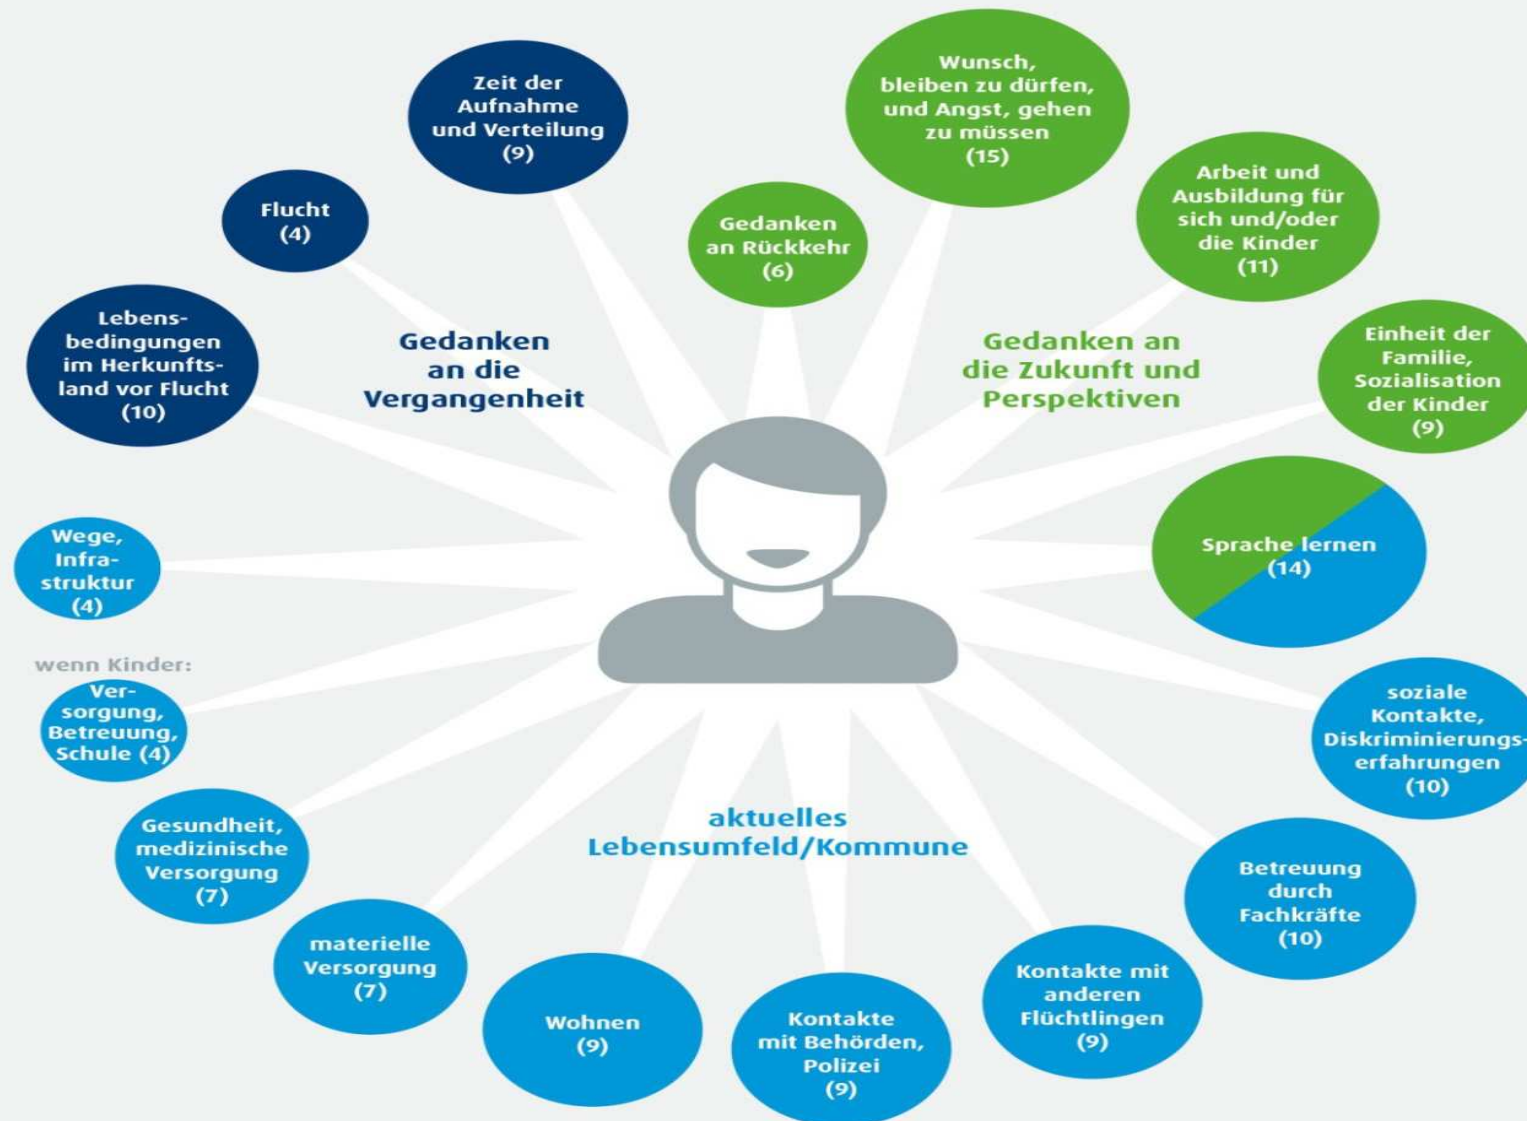 Zeit der
Aufnahme
und Verteilung
(9)
Flucht
(4)
Lebens-
bedingungen
im Herkunfts-
land vor Flucht
(10)
Gedanken
an die
Vergangenheit
Wunsch,
bleiben zu dürfen,
und Angst, gehen
zu müssen
(15)
Gedanken
an Rückkehr
(6)
Arbeit und
Ausbildung für
sich und/oder
die Kinder
(11)
Gedanken an
die Zukunft und
Perspektiven
Einheit der
Familie,
Sozialisation
der Kinder
(9)
Sprache lernen
(14)
Wege,
Infra-
struktur
(4)
wenn Kinder:
Ver-
sorgung,
Betreuung,
Schule (4)
Gesundheit,
medizinische
Versorgung
(7)
materielle
Versorgung
(7)
aktuelles
Lebensumfeld/Kommune
Wohnen
(9)
Kontakte
mit Behörden,
Polizei
(9)
Kontakte mit
anderen
Flüchtlingen
(9)
Betreuung
durch
Fachkräfte
(10)
soziale
Kontakte,
Diskriminierungs-
erfahrungen
(10)